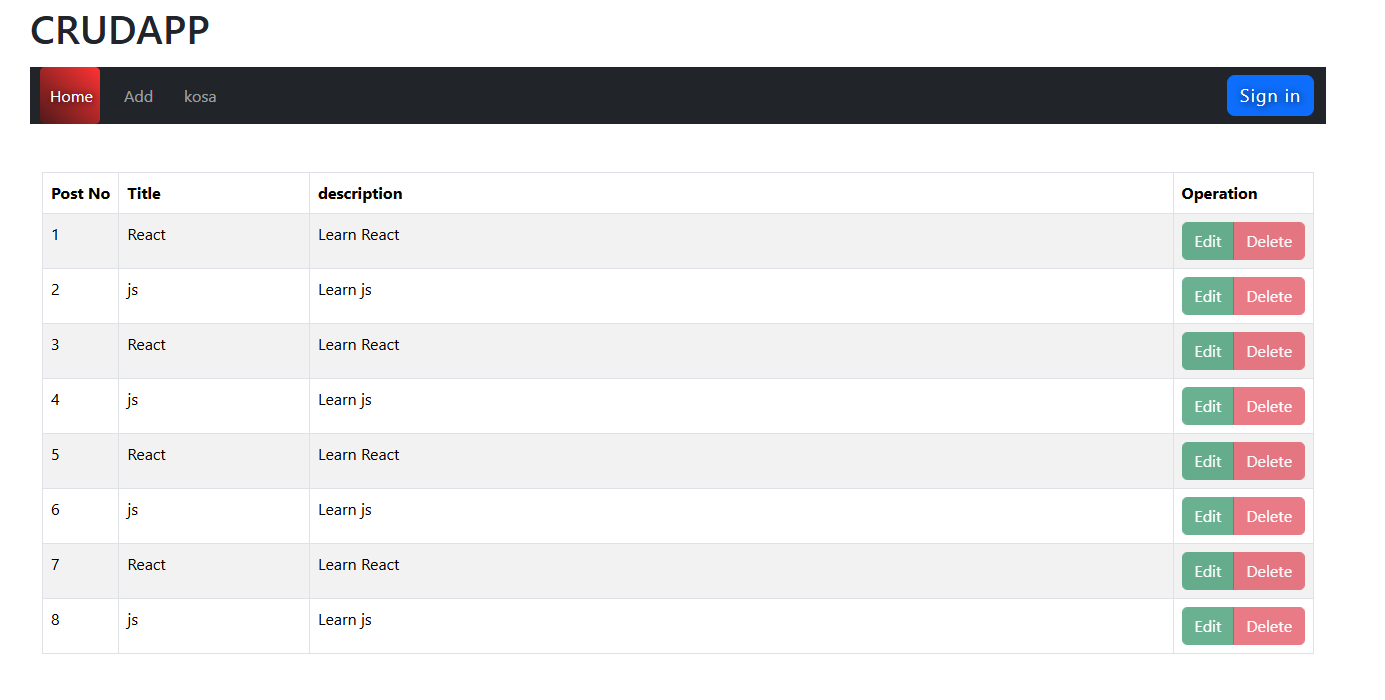 CRUDAPP
Home Add kosa Sign in
Post No Title description Operation
1 React Learn React Edit Delete
2 js Learn js Edit Delete
3 React Learn React Edit Delete
4 js Learn js Edit Delete
5 React Learn React Edit Delete
6 js Learn js Edit Delete
7 React Learn React Edit Delete
8 js Learn js Edit Delete